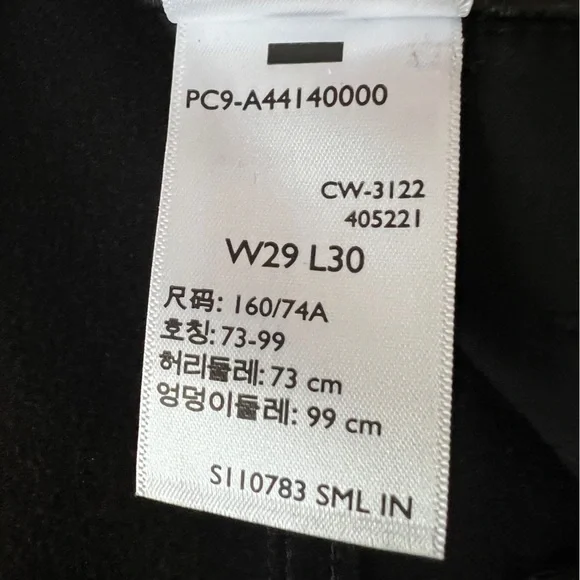 PC9-A44140000
CW-3122
405221
W29 L30
尺码: 160/74A
호칭: 73-99
허리둘레: 73 cm
엉덩이둘레: 99 cm
S110783 SML IN